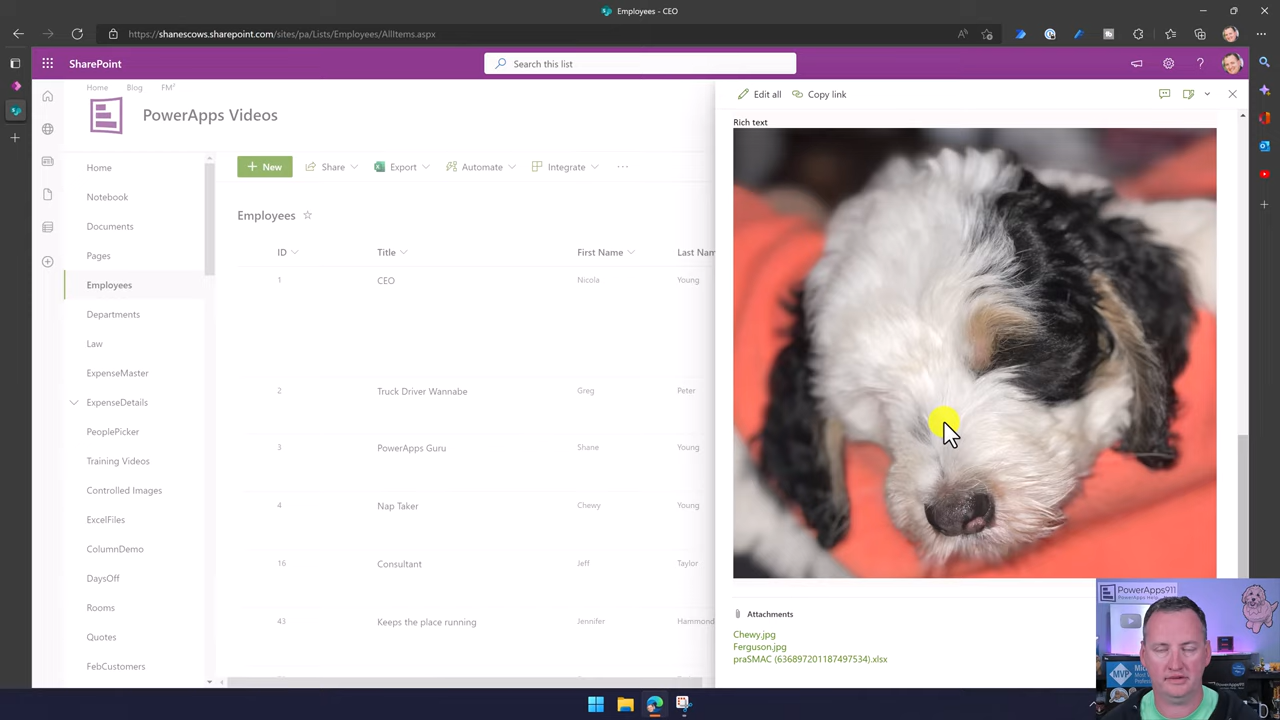 Employees - CEO
https://shanescows.sharepoint.com/sites/pa/Lists/Employees/AllItems.aspx
SharePoint
Search this list
Home Blog FM²
PowerApps Videos
Edit all Copy link
Home
Notebook
Documents
Pages
Employees
Departments
Law
ExpenseMaster
ExpenseDetails
PeoplePicker
Training Videos
Controlled Images
ExcelFiles
ColumnDemo
DaysOff
Rooms
Quotes
FebCustomers
+ New Share Export Automate Integrate ...
Employees
ID Title First Name Last Nam
1 CEO Nicola Young
2 Truck Driver Wannabe Greg Peter
3 PowerApps Guru Shane Young
4 Nap Taker Chewy Young
16 Consultant Jeff Taylor
43 Keeps the place running Jennifer Hammond
Rich text
Attachments
Chewy.jpg
Ferguson.jpg
praSMAC (636897201187497534).xlsx
PowerApps911
MVP